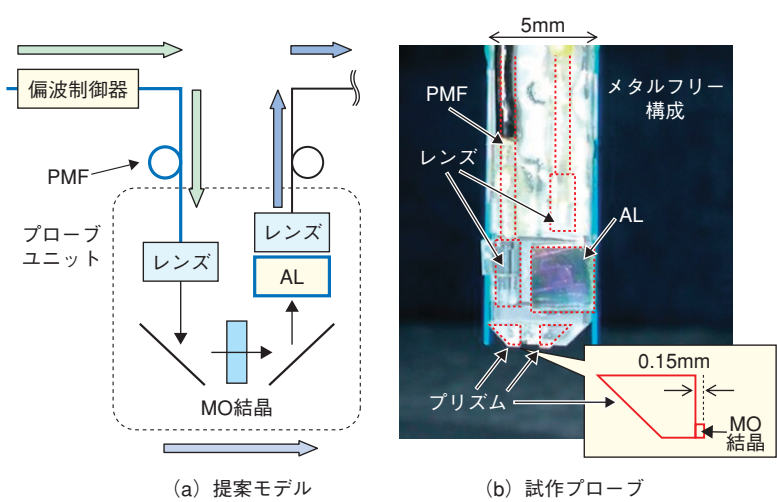 偏波制御器
PMF
プローブ
ユニット
レンズ
レンズ
AL
MO結晶
(a) 提案モデル
5mm
メタルフリー
構成
PMF
レンズ
AL
プリズム
0.15mm
MO
結晶
(b) 試作プローブ